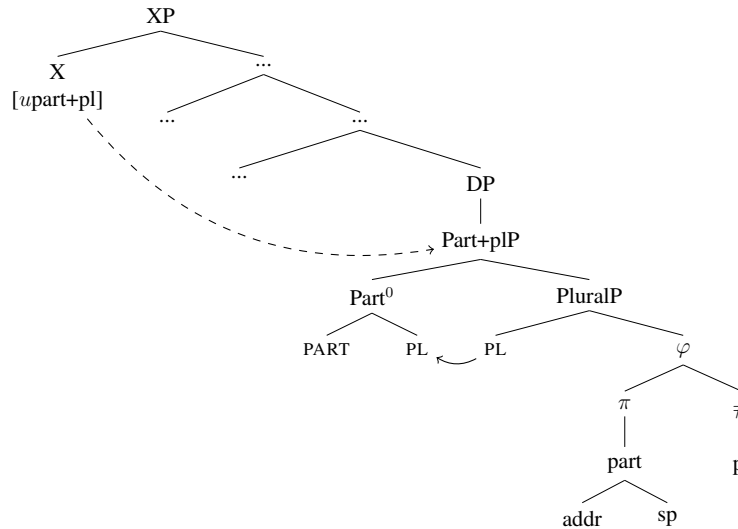 XP
X ...
[upart+pl]
... ...
... DP
Part+plP
Part⁰ PluralP
PART PL PL φ
π
part
addr sp